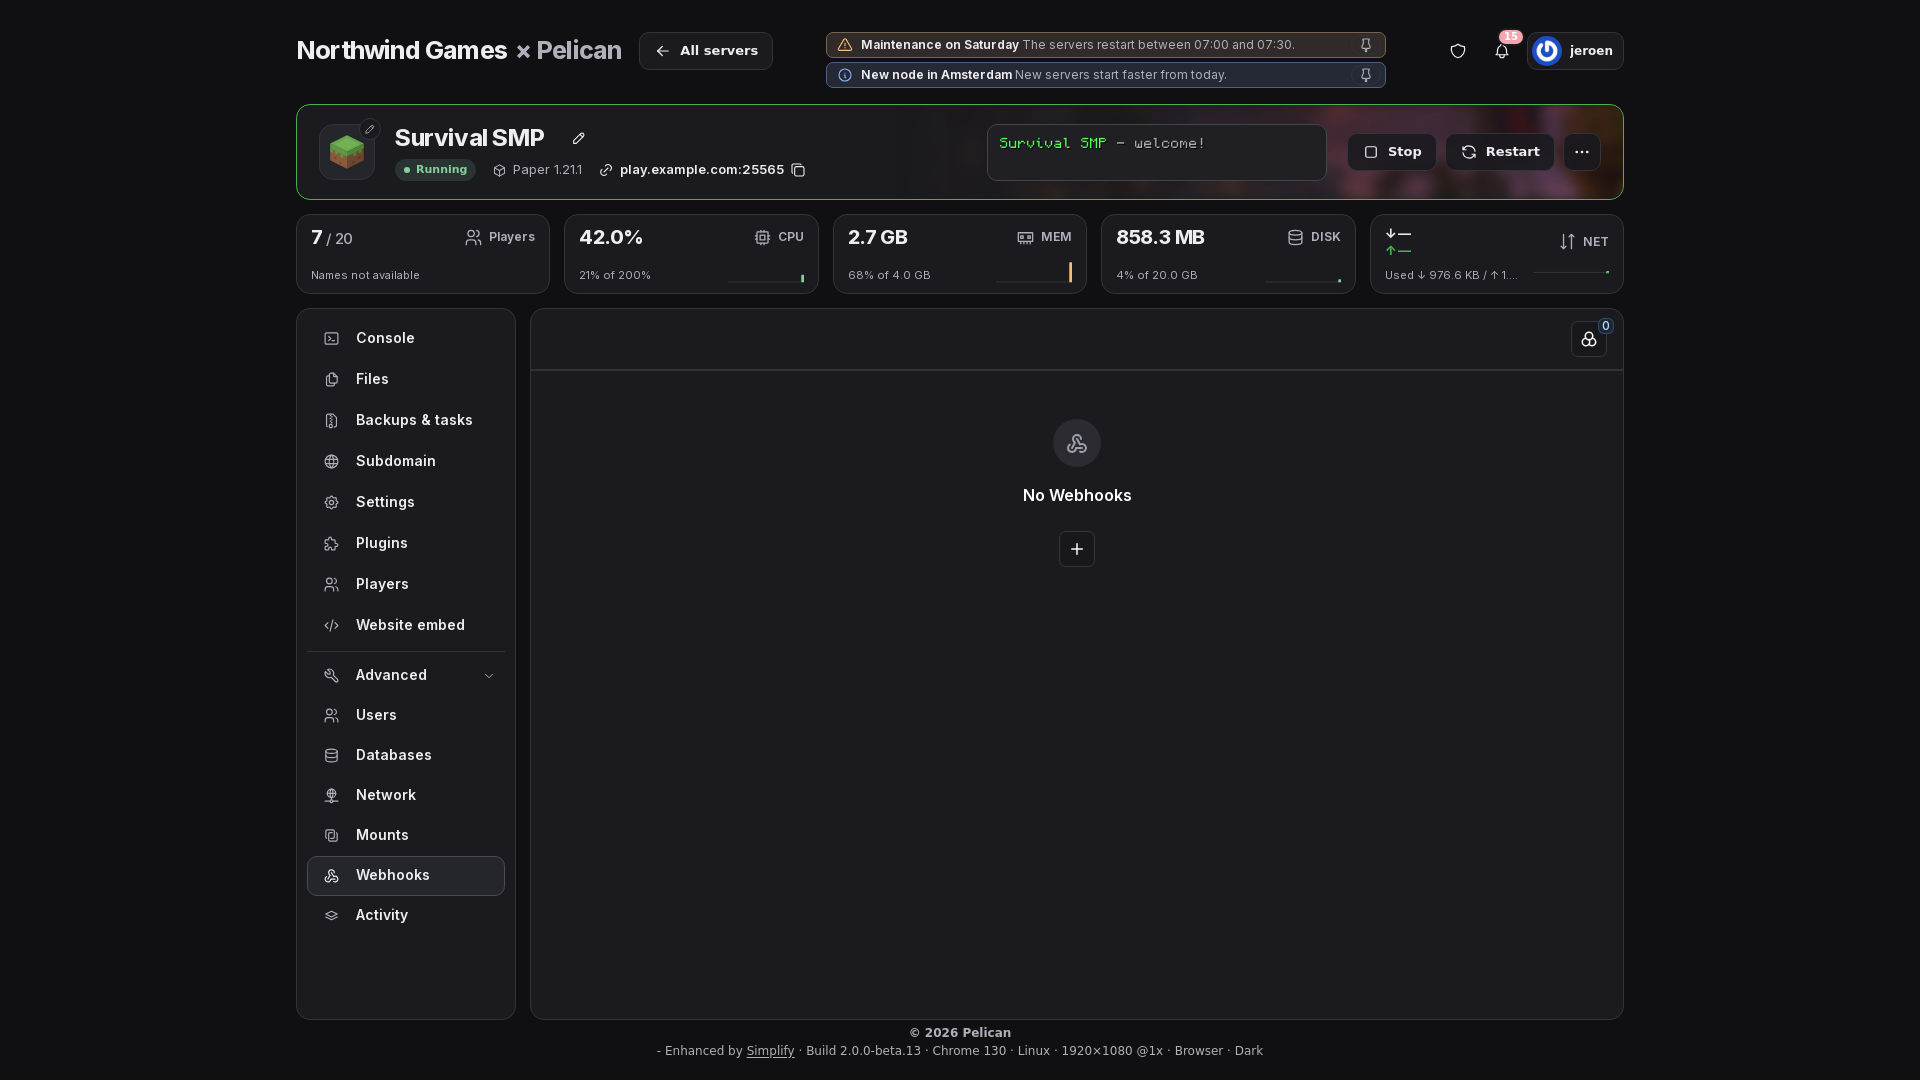 Northwind Games × Pelican
All servers
Maintenance on Saturday The servers restart between 07:00 and 07:30.
New node in Amsterdam New servers start faster from today.
15
jeroen
Survival SMP
Running
Paper 1.21.1
play.example.com:25565
Survival SMP - welcome!
Stop
Restart
7 / 20
Players
Names not available
42.0%
CPU
21% of 200%
2.7 GB
MEM
68% of 4.0 GB
858.3 MB
DISK
4% of 20.0 GB
↓—
↑—
NET
Used ↓ 976.6 KB / ↑ 1....
Console
Files
Backups & tasks
Subdomain
Settings
Plugins
Players
Website embed
Advanced
Users
Databases
Network
Mounts
Webhooks
Activity
0
No Webhooks
© 2026 Pelican
- Enhanced by Simplify · Build 2.0.0-beta.13 · Chrome 130 · Linux · 1920×1080 @1x · Browser · Dark